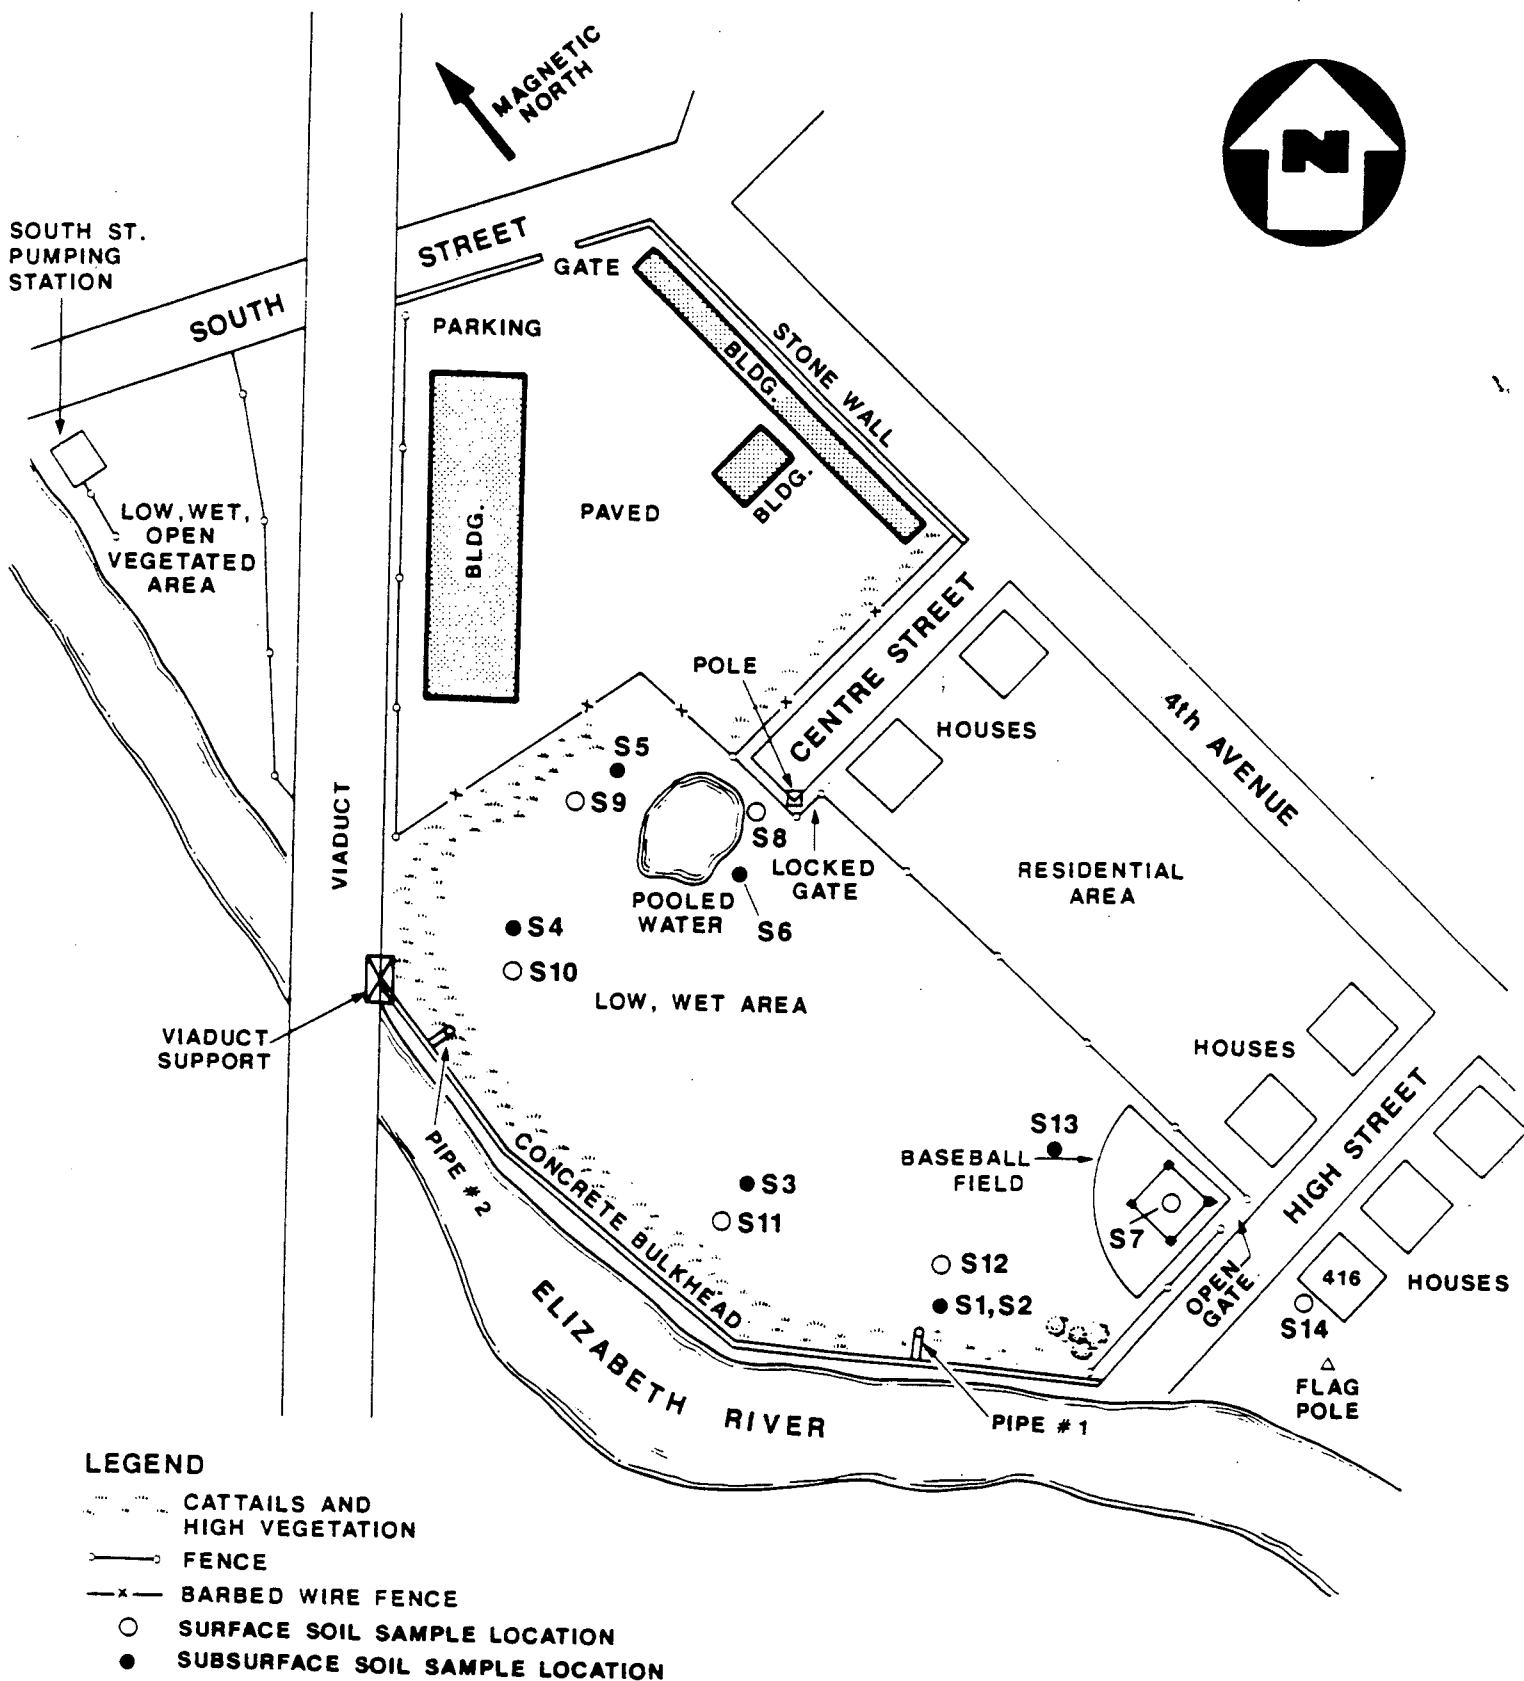 MAGNETIC
NORTH
N
SOUTH ST.
PUMPING
STATION
SOUTH STREET
GATE
PARKING
STONE WALL
BLDG.
BLDG.
BLDG.
PAVED
LOW, WET,
OPEN
VEGETATED
AREA
CENTRE STREET
POLE
HOUSES
4th AVENUE
VIADUCT
S5
S9
S8
LOCKED
GATE
POOLED
WATER
S6
RESIDENTIAL
AREA
S4
S10
LOW, WET AREA
VIADUCT
SUPPORT
HOUSES
PIPE #2
CONCRETE BULKHEAD
S13
BASEBALL
FIELD
HIGH STREET
S3
S11
S7
S12
S1, S2
OPEN
GATE
416
HOUSES
S14
FLAG
POLE
ELIZABETH RIVER
PIPE #1
LEGEND
CATTAILS AND
HIGH VEGETATION
FENCE
BARBED WIRE FENCE
SURFACE SOIL SAMPLE LOCATION
SUBSURFACE SOIL SAMPLE LOCATION